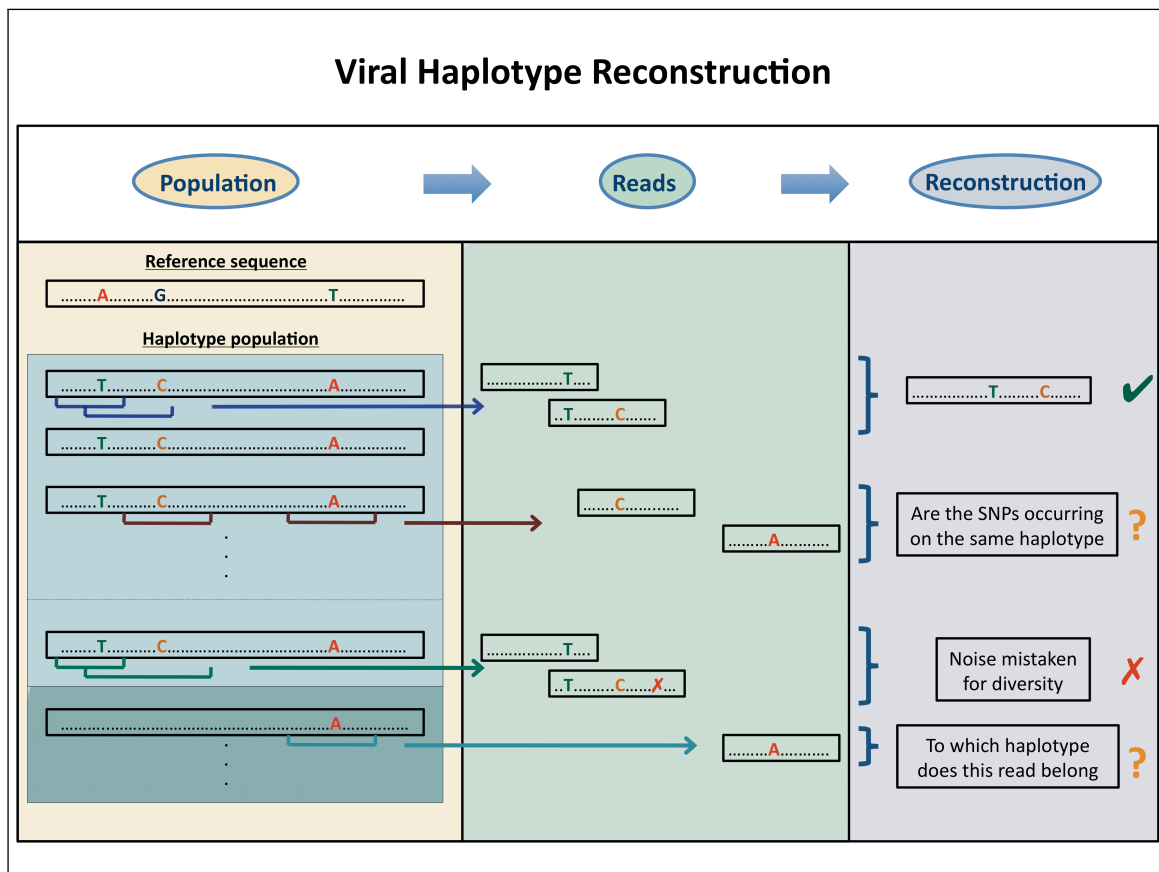 Viral Haplotype Reconstruction
Population
Reads
Reconstruction
Reference sequence
........A..........G....................................T..............
Haplotype population
........T...........C....................................A..............
........T...........C....................................A..............
........T...........C....................................A..............
.
.
.
........T...........C....................................A..............
...........................................................A..............
.
.
.
..................T....
..T.........C.......
.......C............
.........A...........
..................T....
..T.........C......✗...
.........A...........
..................T.........C.......
✔
Are the SNPs occurring
on the same haplotype
?
Noise mistaken
for diversity
✗
To which haplotype
does this read belong
?